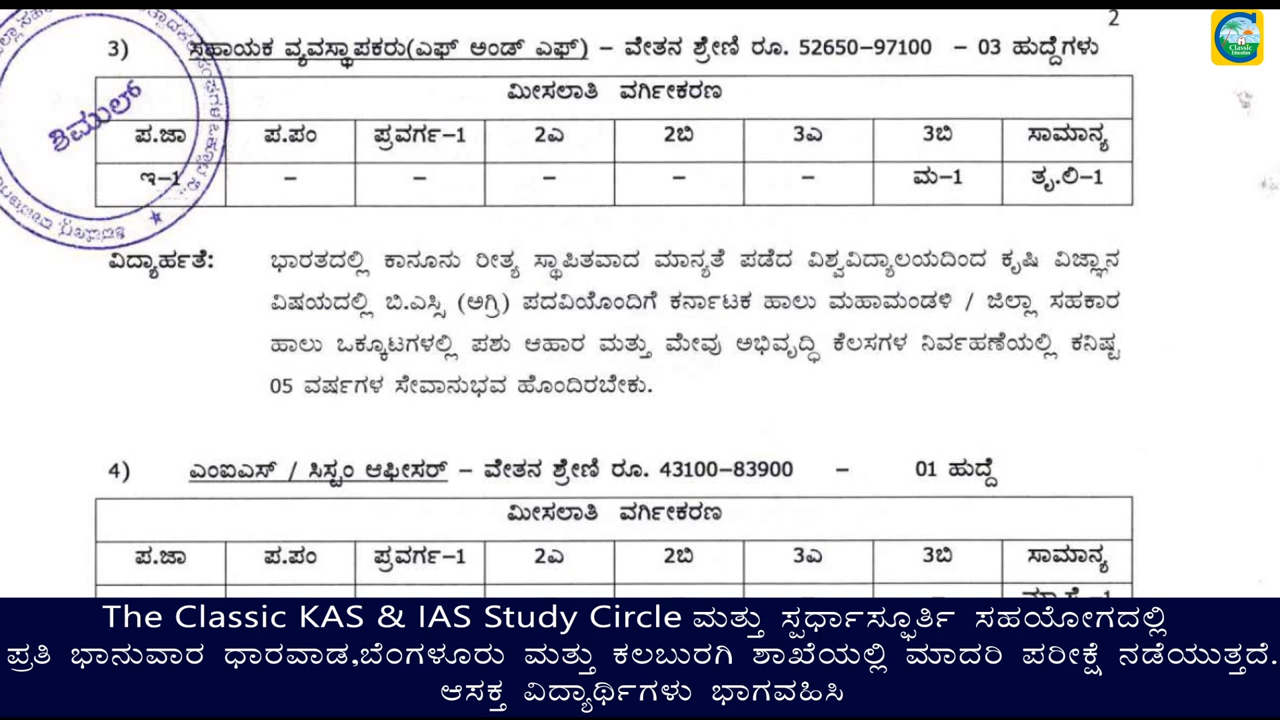 2
3) ಸಹಾಯಕ ವ್ಯವಸ್ಥಾಪಕರು(ಎಫ್ ಅಂಡ್ ಎಫ್) – ವೇತನ ಶ್ರೇಣಿ ರೂ. 52650–97100 – 03 ಹುದ್ದೆಗಳು
Classic
Education
ಮೀಸಲಾತಿ ವರ್ಗೀಕರಣ
ಪ.ಜಾ ಪ.ಪಂ ಪ್ರವರ್ಗ–1 2ಎ 2ಬಿ 3ಎ 3ಬಿ ಸಾಮಾನ್ಯ
ಇ–1 – – – – – ಮ–1 ತೃ.ಲಿ–1
ಶಿಮುಲ್
ವಿದ್ಯಾರ್ಹತೆ: ಭಾರತದಲ್ಲಿ ಕಾನೂನು ರೀತ್ಯ ಸ್ಥಾಪಿತವಾದ ಮಾನ್ಯತೆ ಪಡೆದ ವಿಶ್ವವಿದ್ಯಾಲಯದಿಂದ ಕೃಷಿ ವಿಜ್ಞಾನ
ವಿಷಯದಲ್ಲಿ ಬಿ.ಎಸ್ಸಿ (ಅಗ್ರಿ) ಪದವಿಯೊಂದಿಗೆ ಕರ್ನಾಟಕ ಹಾಲು ಮಹಾಮಂಡಳಿ / ಜಿಲ್ಲಾ ಸಹಕಾರ
ಹಾಲು ಒಕ್ಕೂಟಗಳಲ್ಲಿ ಪಶು ಆಹಾರ ಮತ್ತು ಮೇವು ಅಭಿವೃದ್ಧಿ ಕೆಲಸಗಳ ನಿರ್ವಹಣೆಯಲ್ಲಿ ಕನಿಷ್ಟ
05 ವರ್ಷಗಳ ಸೇವಾನುಭವ ಹೊಂದಿರಬೇಕು.
4) ಎಂಐಎಸ್ / ಸಿಸ್ಟಂ ಆಫೀಸರ್ – ವೇತನ ಶ್ರೇಣಿ ರೂ. 43100–83900 – 01 ಹುದ್ದೆ
ಮೀಸಲಾತಿ ವರ್ಗೀಕರಣ
ಪ.ಜಾ ಪ.ಪಂ ಪ್ರವರ್ಗ–1 2ಎ 2ಬಿ 3ಎ 3ಬಿ ಸಾಮಾನ್ಯ
The Classic KAS & IAS Study Circle ಮತ್ತು ಸ್ಪರ್ಧಾಸ್ಫೂರ್ತಿ ಸಹಯೋಗದಲ್ಲಿ
ಪ್ರತಿ ಭಾನುವಾರ ಧಾರವಾಡ,ಬೆಂಗಳೂರು ಮತ್ತು ಕಲಬುರಗಿ ಶಾಖೆಯಲ್ಲಿ ಮಾದರಿ ಪರೀಕ್ಷೆ ನಡೆಯುತ್ತದೆ.
ಆಸಕ್ತ ವಿದ್ಯಾರ್ಥಿಗಳು ಭಾಗವಹಿಸಿ